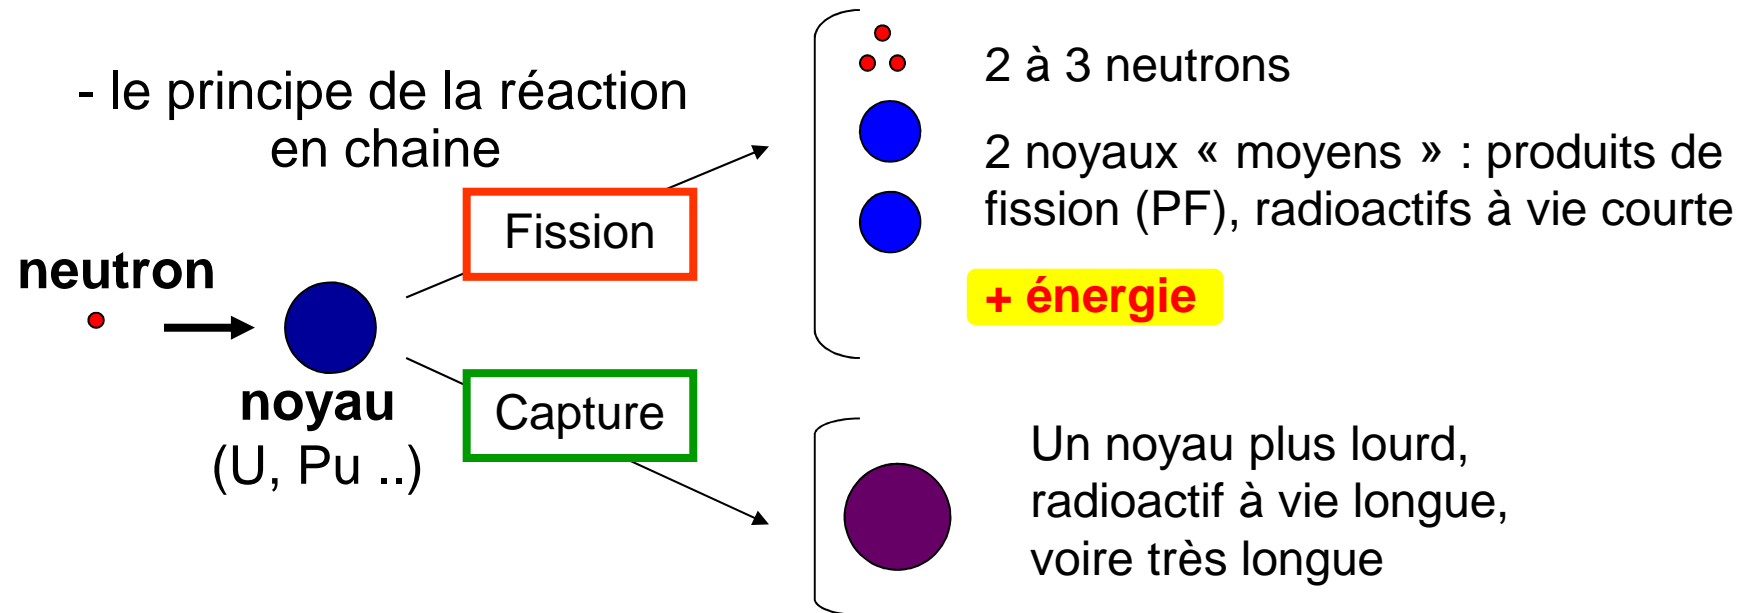 - le principe de la réaction
en chaine
neutron
noyau
(U, Pu ..)
Fission
Capture
2 à 3 neutrons
2 noyaux « moyens » : produits de
fission (PF), radioactifs à vie courte
+ énergie
Un noyau plus lourd,
radioactif à vie longue,
voire très longue